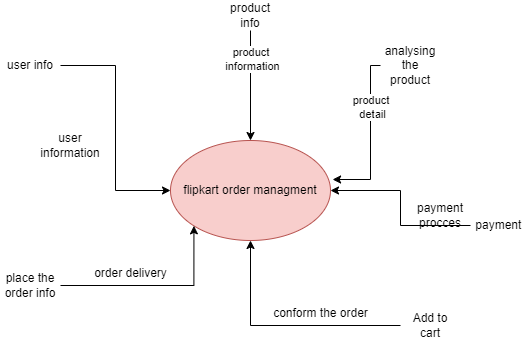 product
info
product
information
analysing
the
product
user info
product
detail
user
information
flipkart order managment
payment
procces
payment
order delivery
place the
order info
conform the order
Add to
cart